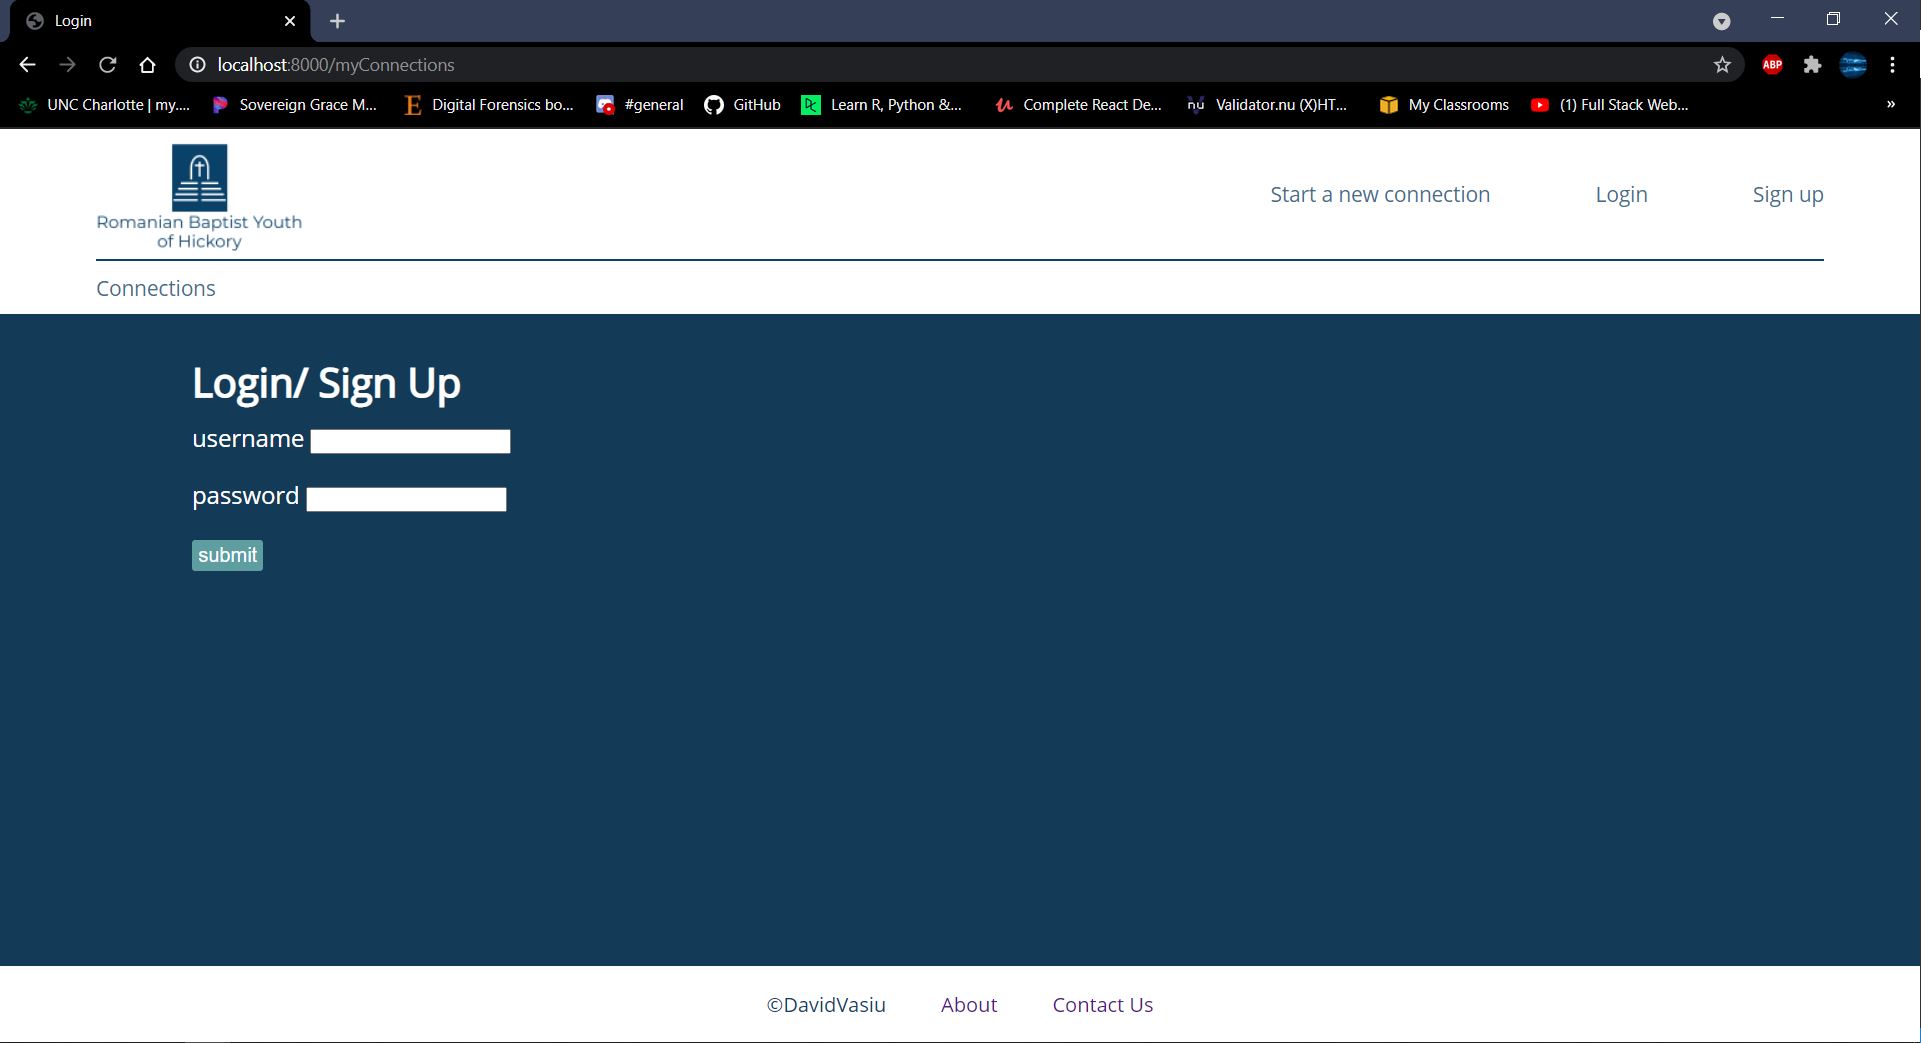 Login
localhost:8000/myConnections
ABP
UNC Charlotte | my.... Sovereign Grace M... Digital Forensics bo... #general GitHub Learn R, Python &... Complete React De... nu Validator.nu (X)HT... My Classrooms (1) Full Stack Web... »
Romanian Baptist Youth
of Hickory
Start a new connection Login Sign up
Connections
Login/ Sign Up
username
password
submit
©DavidVasiu About Contact Us